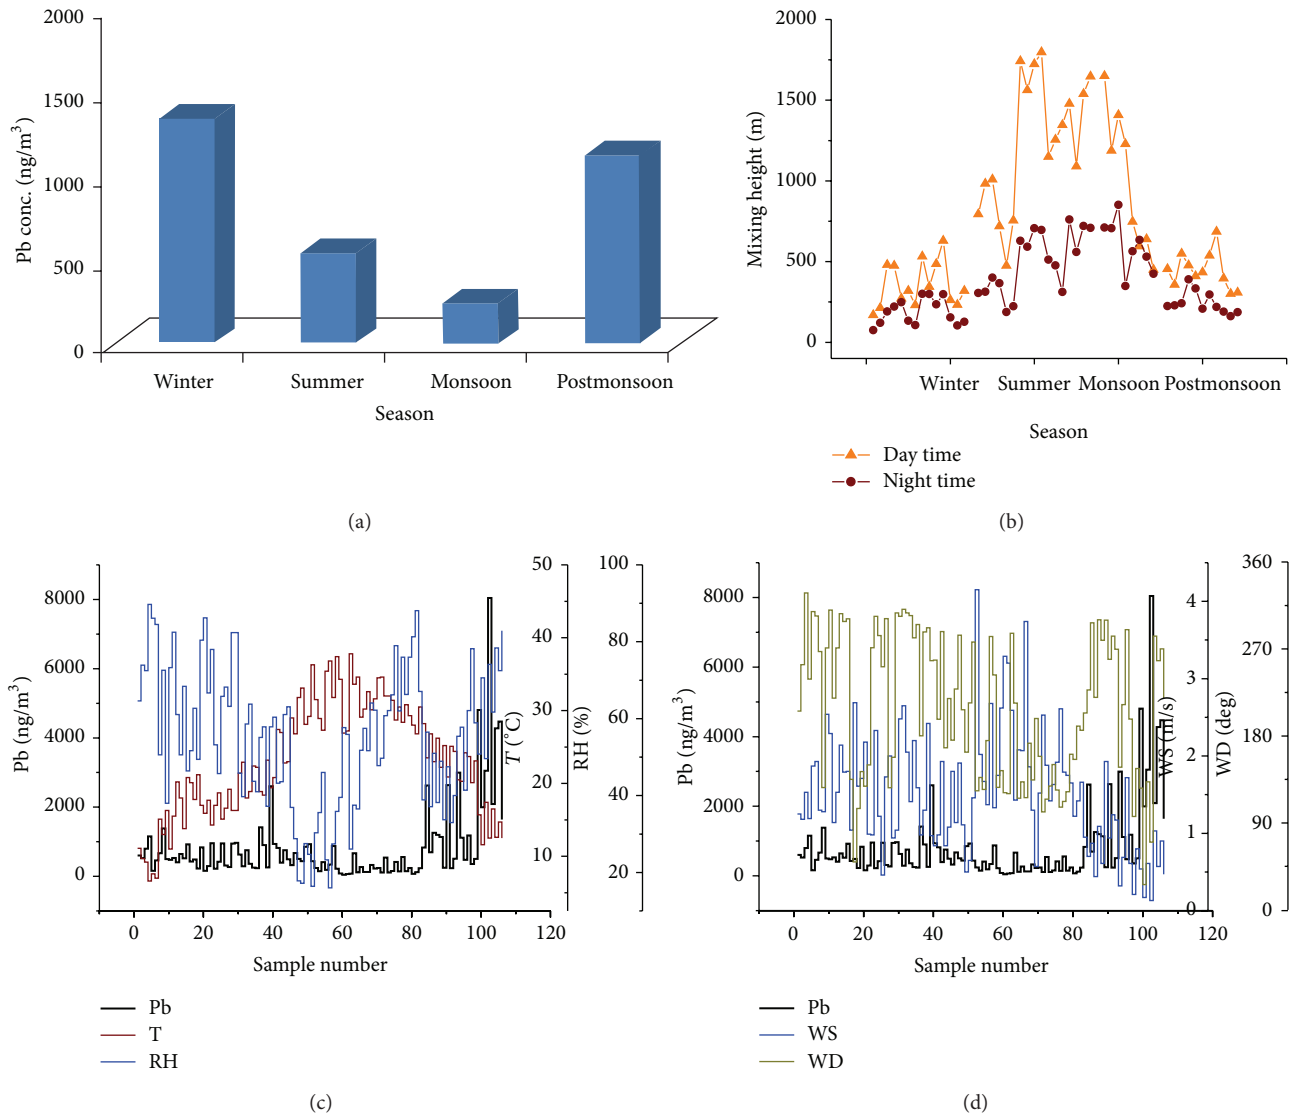 2000
1500
1000
500
0
Pb conc. (ng/m³)
Winter Summer Monsoon Postmonsoon
Season
(a)
2000
1500
1000
500
0
Mixing height (m)
Winter Summer Monsoon Postmonsoon
Season
Day time
Night time
(b)
8000
6000
4000
2000
0
Pb (ng/m³)
50
40
30
20
10
T (°C)
100
80
60
40
20
RH (%)
0 20 40 60 80 100 120
Sample number
Pb
T
RH
(c)
8000
6000
4000
2000
0
Pb (ng/m³)
4
3
2
1
0
WS (m/s)
360
270
180
90
0
WD (deg)
0 20 40 60 80 100 120
Sample number
Pb
WS
WD
(d)